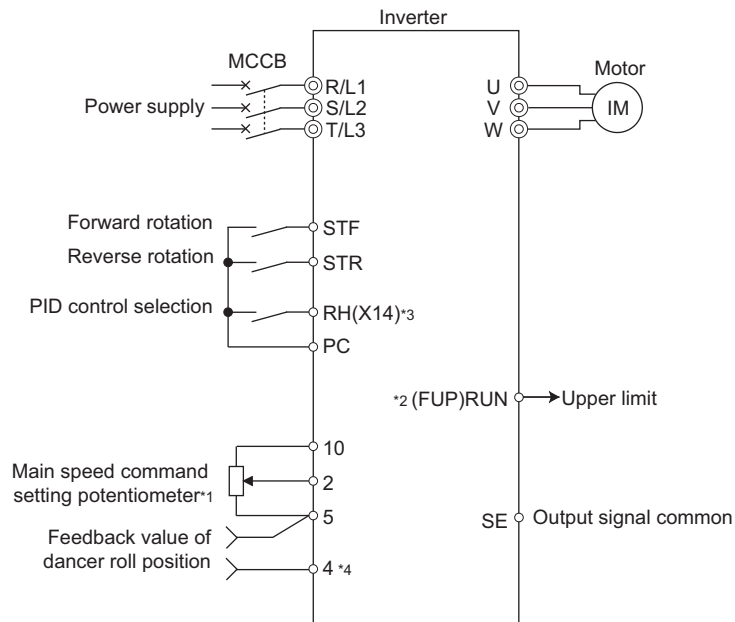 Inverter
MCCB
Power supply
R/L1
S/L2
T/L3
U
V
W
Motor
IM
Forward rotation
STF
Reverse rotation
STR
PID control selection
RH(X14)*3
PC
*2 (FUP)RUN
Upper limit
10
Main speed command
setting potentiometer*1
2
5
SE
Output signal common
Feedback value of
dancer roll position
4 *4